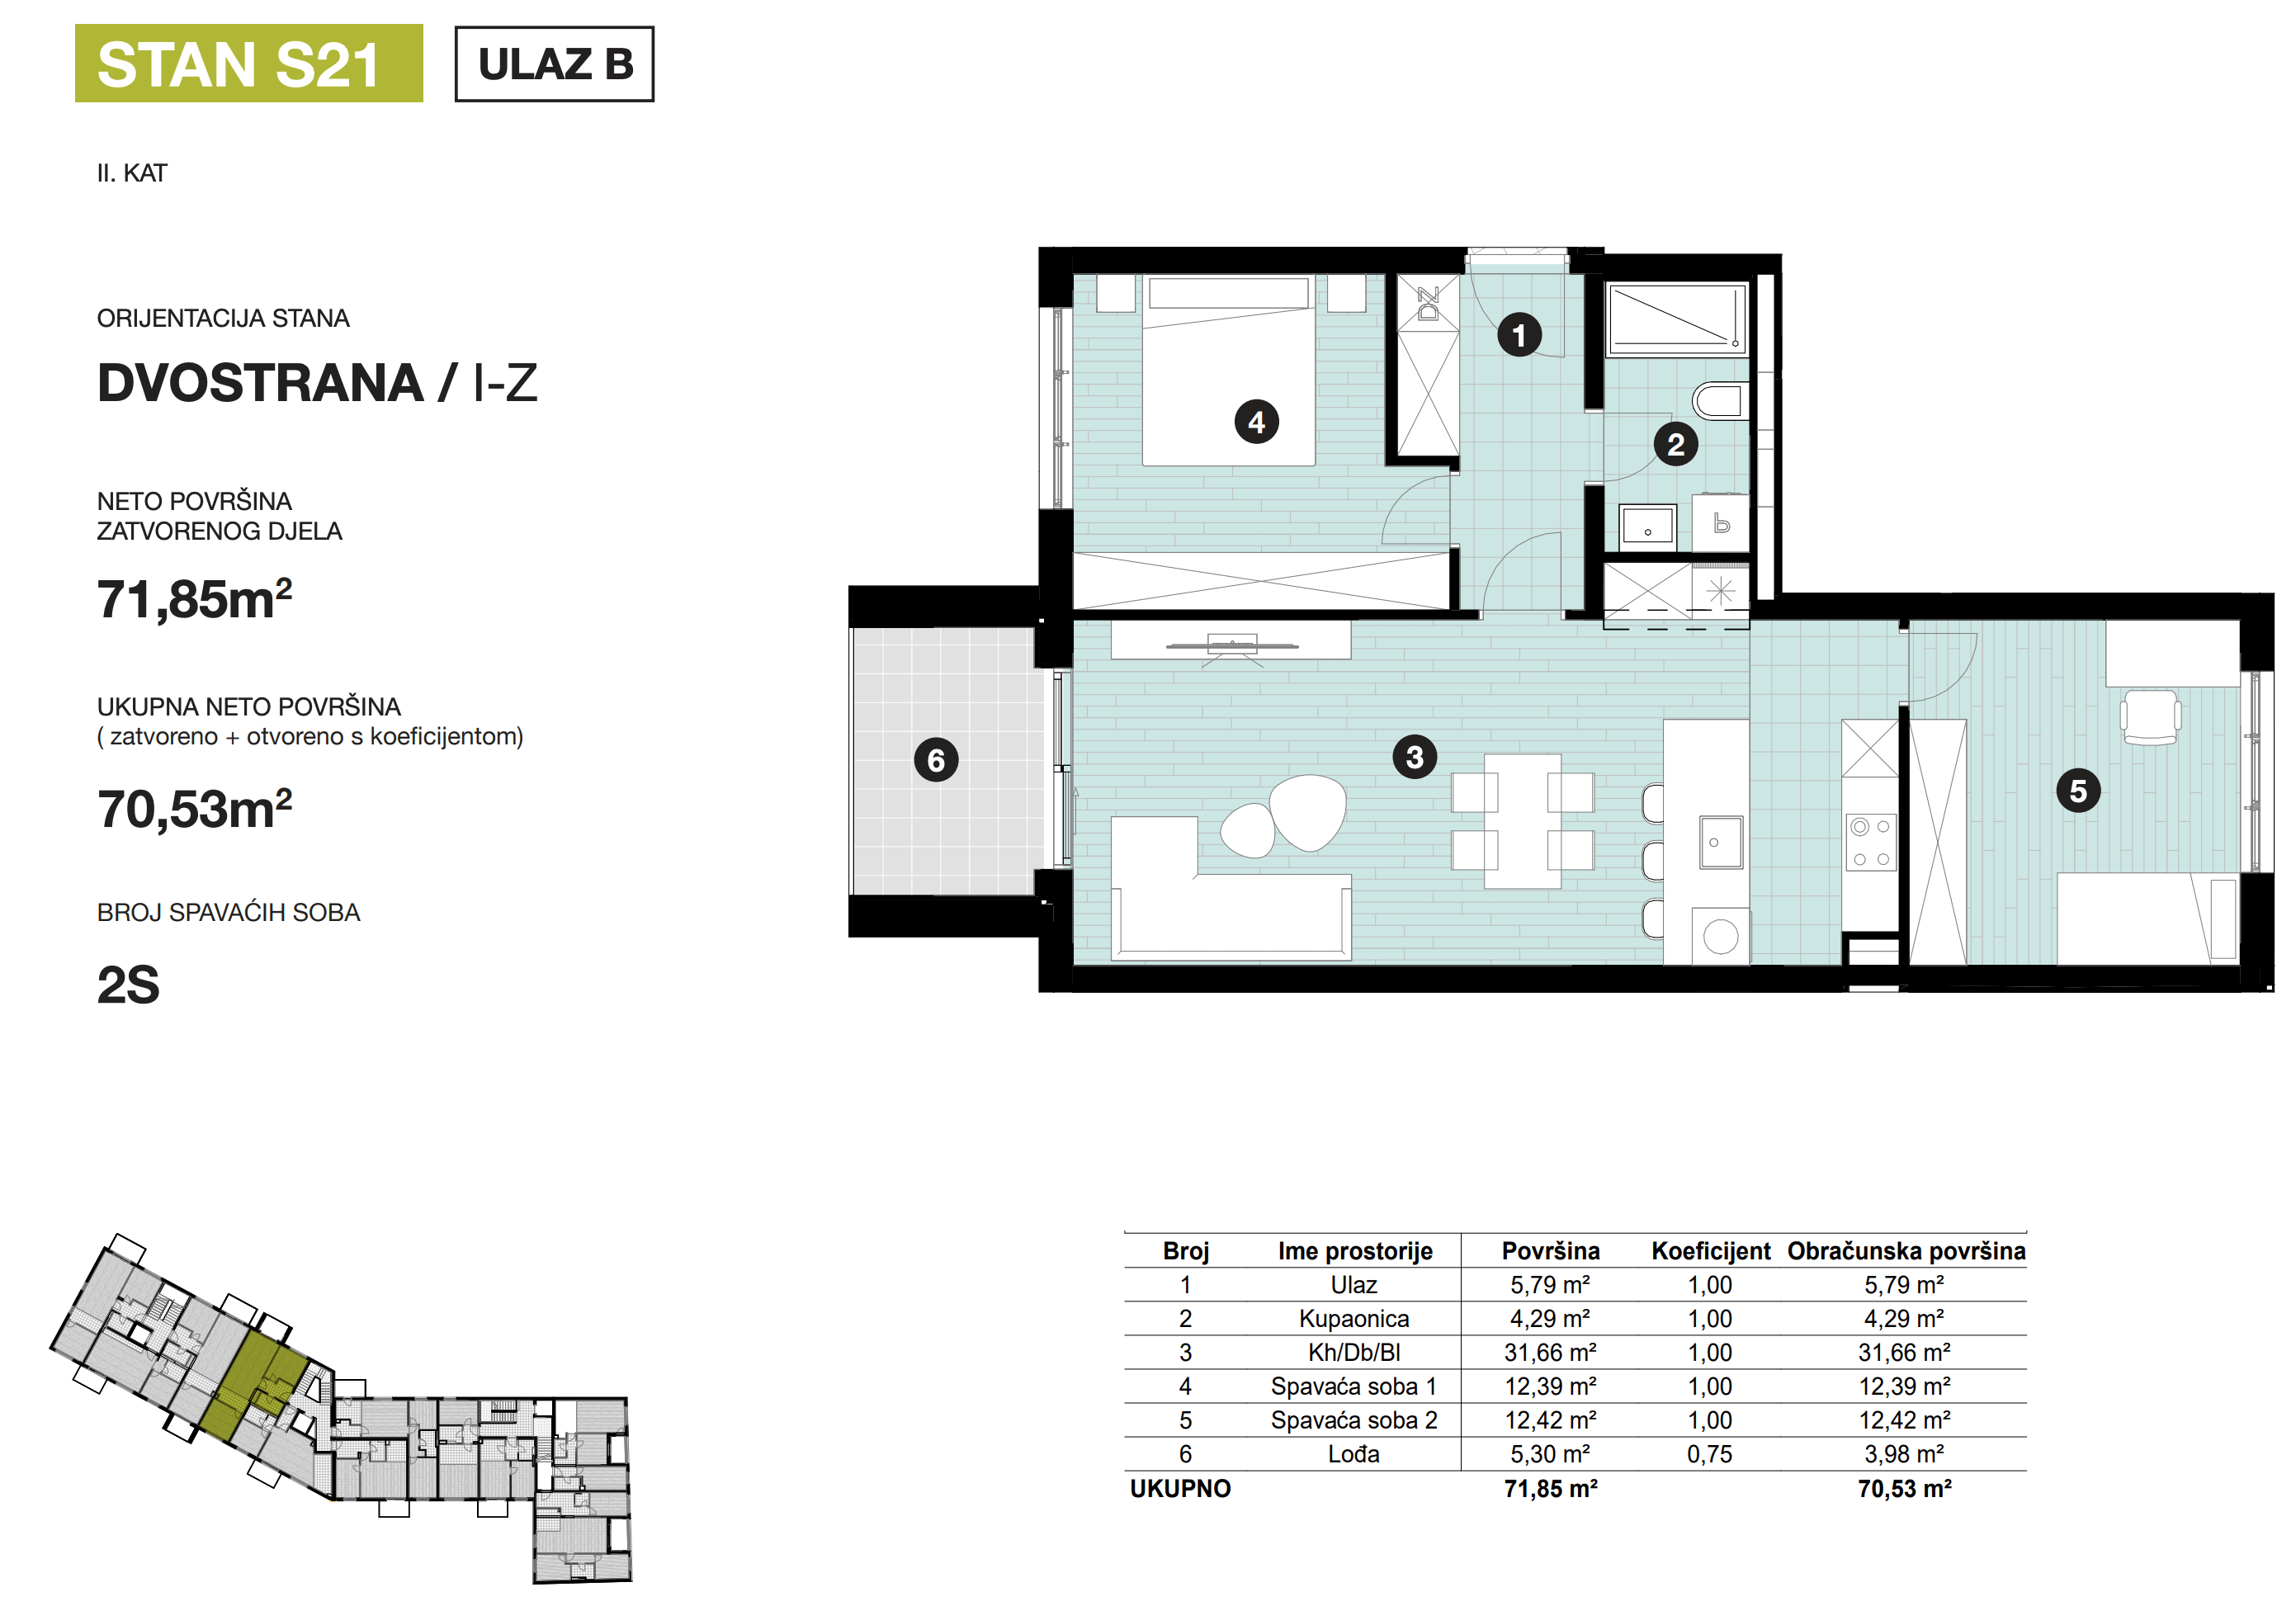 STAN S21
ULAZ B
II. KAT
ORIJENTACIJA STANA
DVOSTRANA / I-Z
NETO POVRŠINA
ZATVORENOG DJELA
71,85m²
UKUPNA NETO POVRŠINA
( zatvoreno + otvoreno s koeficijentom)
70,53m²
BROJ SPAVAĆIH SOBA
2S
DZ
1
4
2
P
3
6
5
Broj Ime prostorije Površina Koeficijent Obračunska površina
1 Ulaz 5,79 m² 1,00 5,79 m²
2 Kupaonica 4,29 m² 1,00 4,29 m²
3 Kh/Db/Bl 31,66 m² 1,00 31,66 m²
4 Spavaća soba 1 12,39 m² 1,00 12,39 m²
5 Spavaća soba 2 12,42 m² 1,00 12,42 m²
6 Lođa 5,30 m² 0,75 3,98 m²
UKUPNO 71,85 m² 70,53 m²